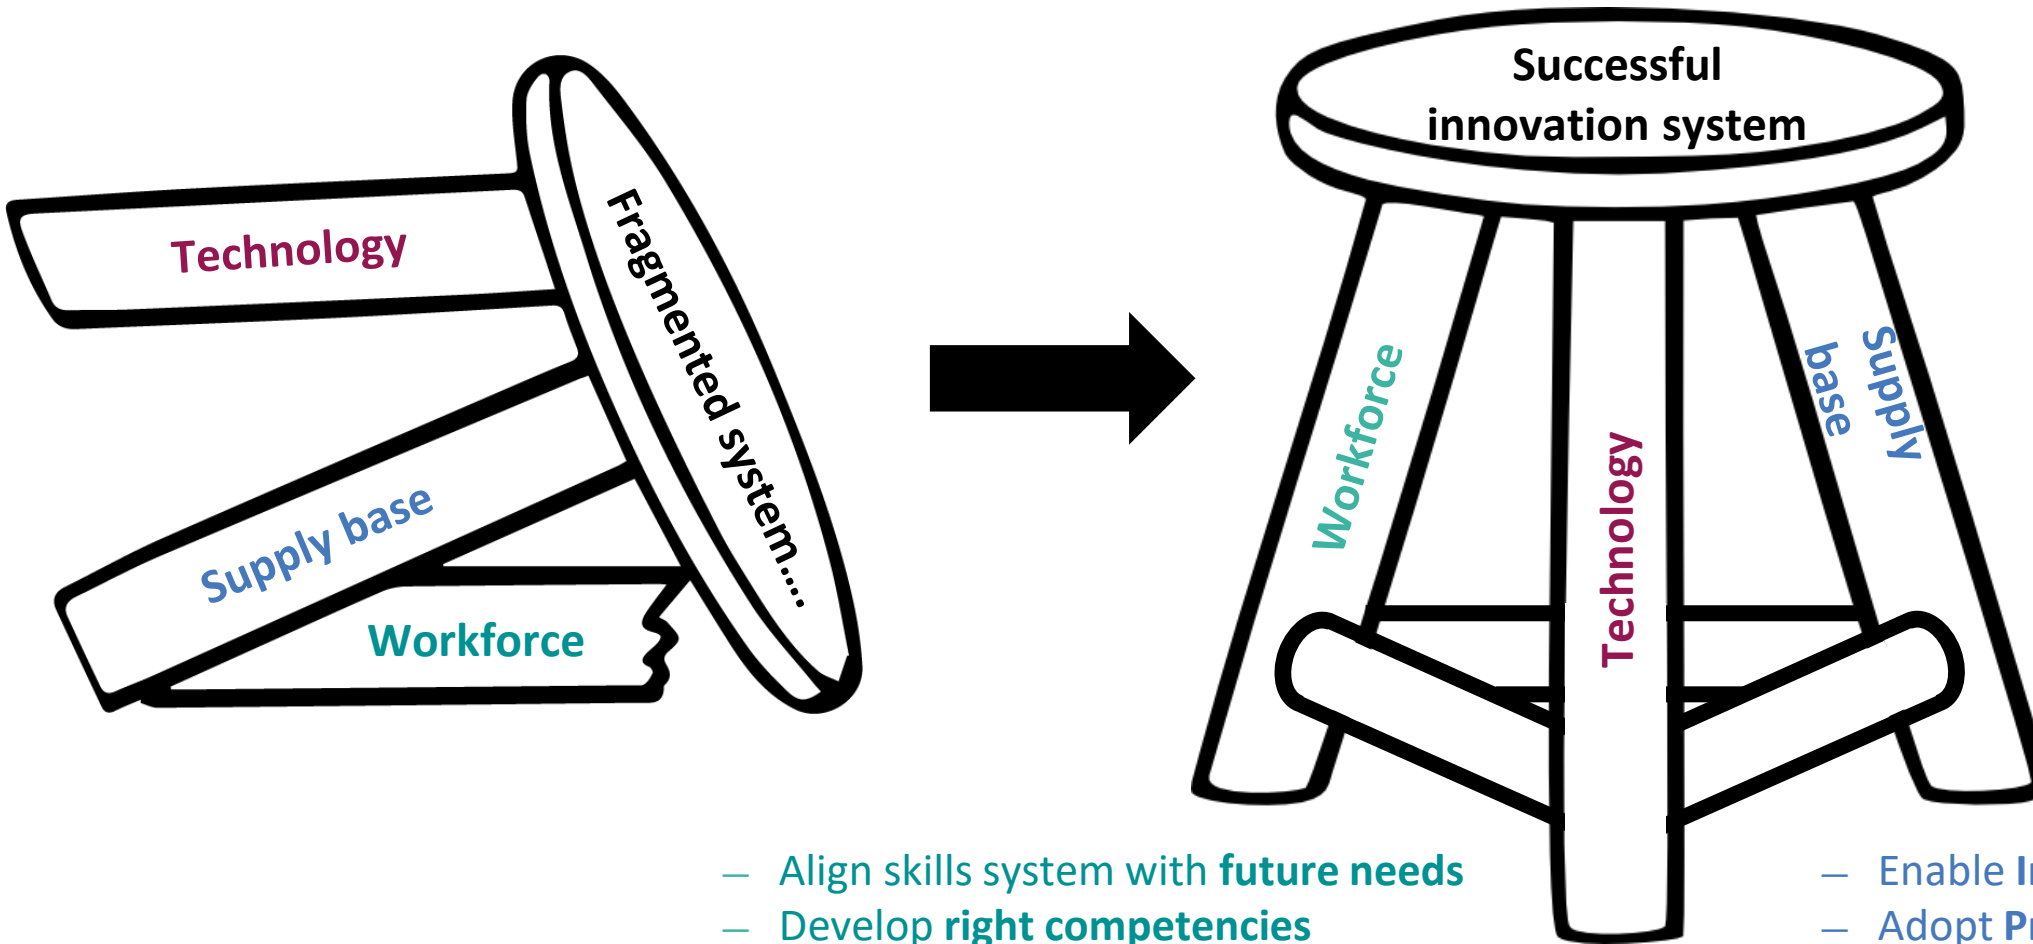 Technology
Supply base
Workforce
Fragmented system....
Successful
innovation system
Workforce
Technology
Supply
base
– Align skills system with future needs
– Develop right competencies
– Enable
– Adopt